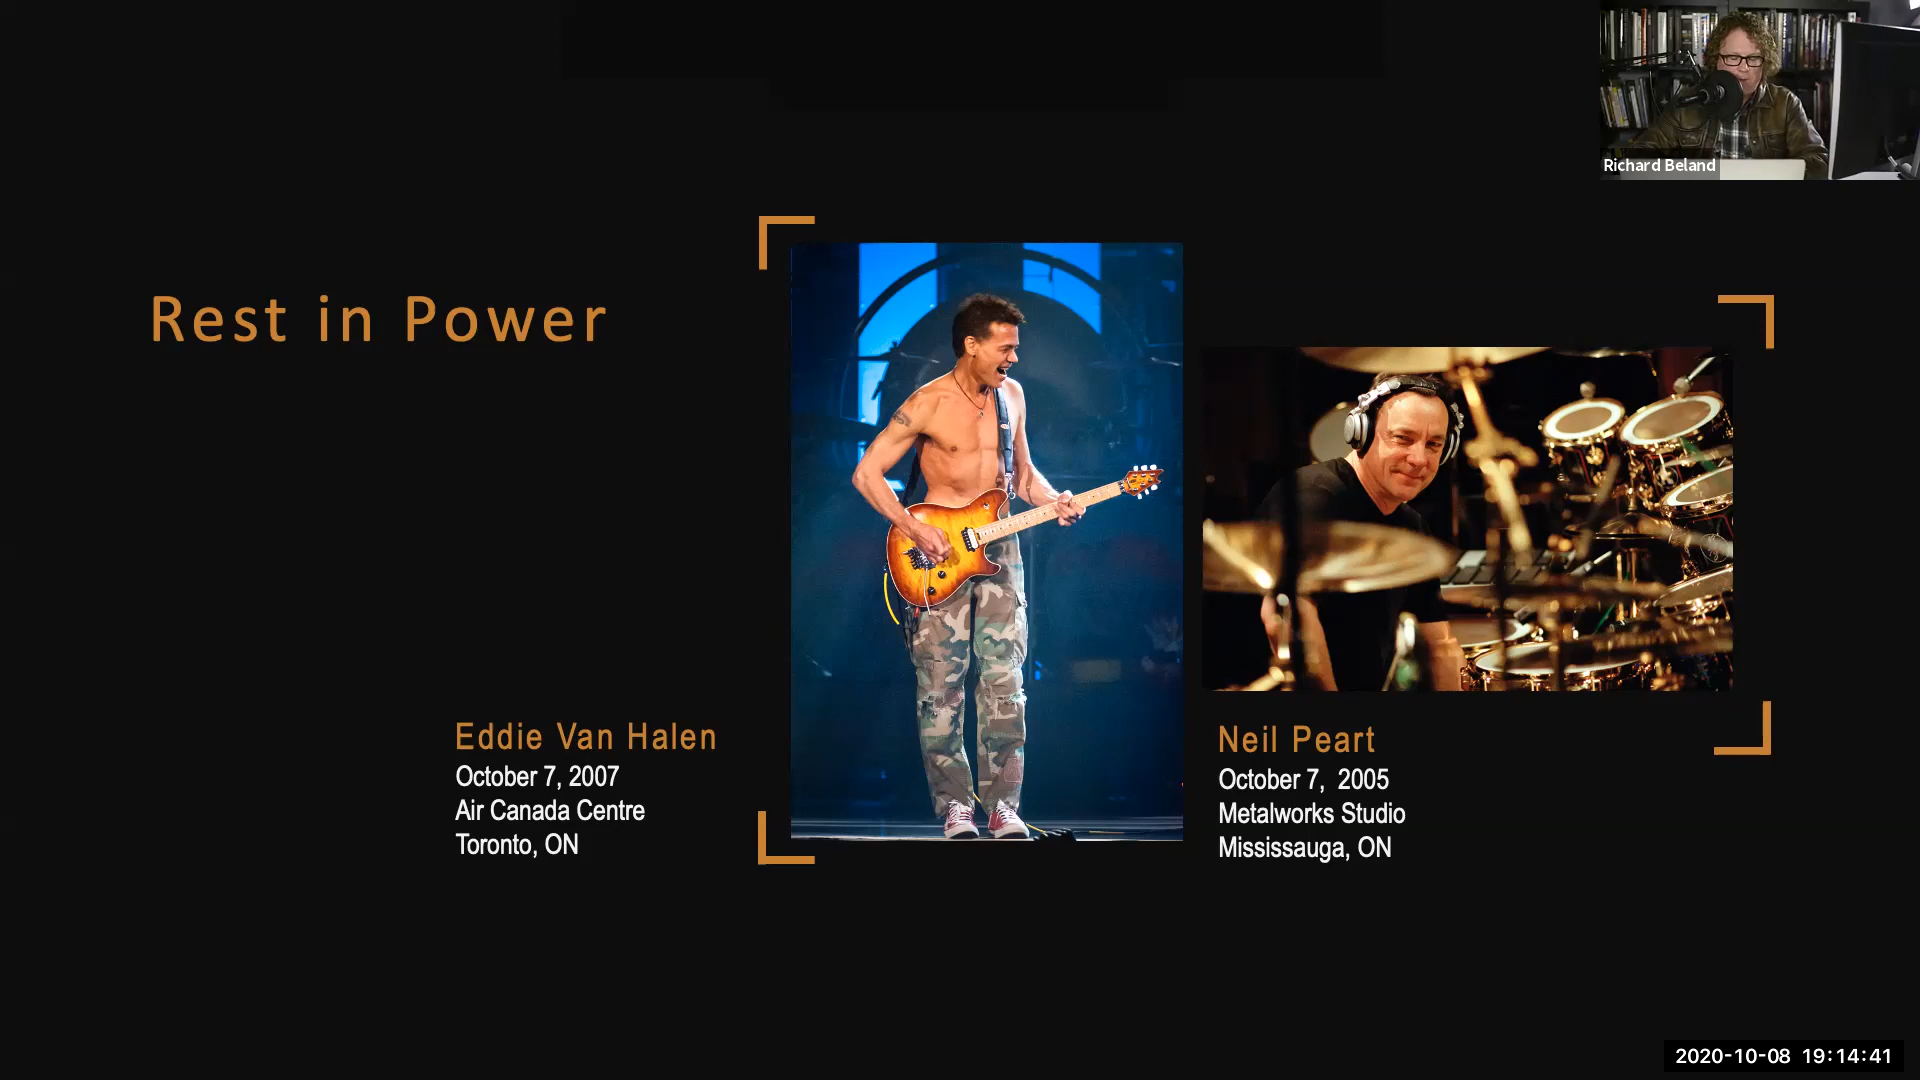 Richard Beland
Rest in Power
Eddie Van Halen
October 7, 2007
Air Canada Centre
Toronto, ON
Neil Peart
October 7, 2005
Metalworks Studio
Mississauga, ON
2020-10-08 19:14:41